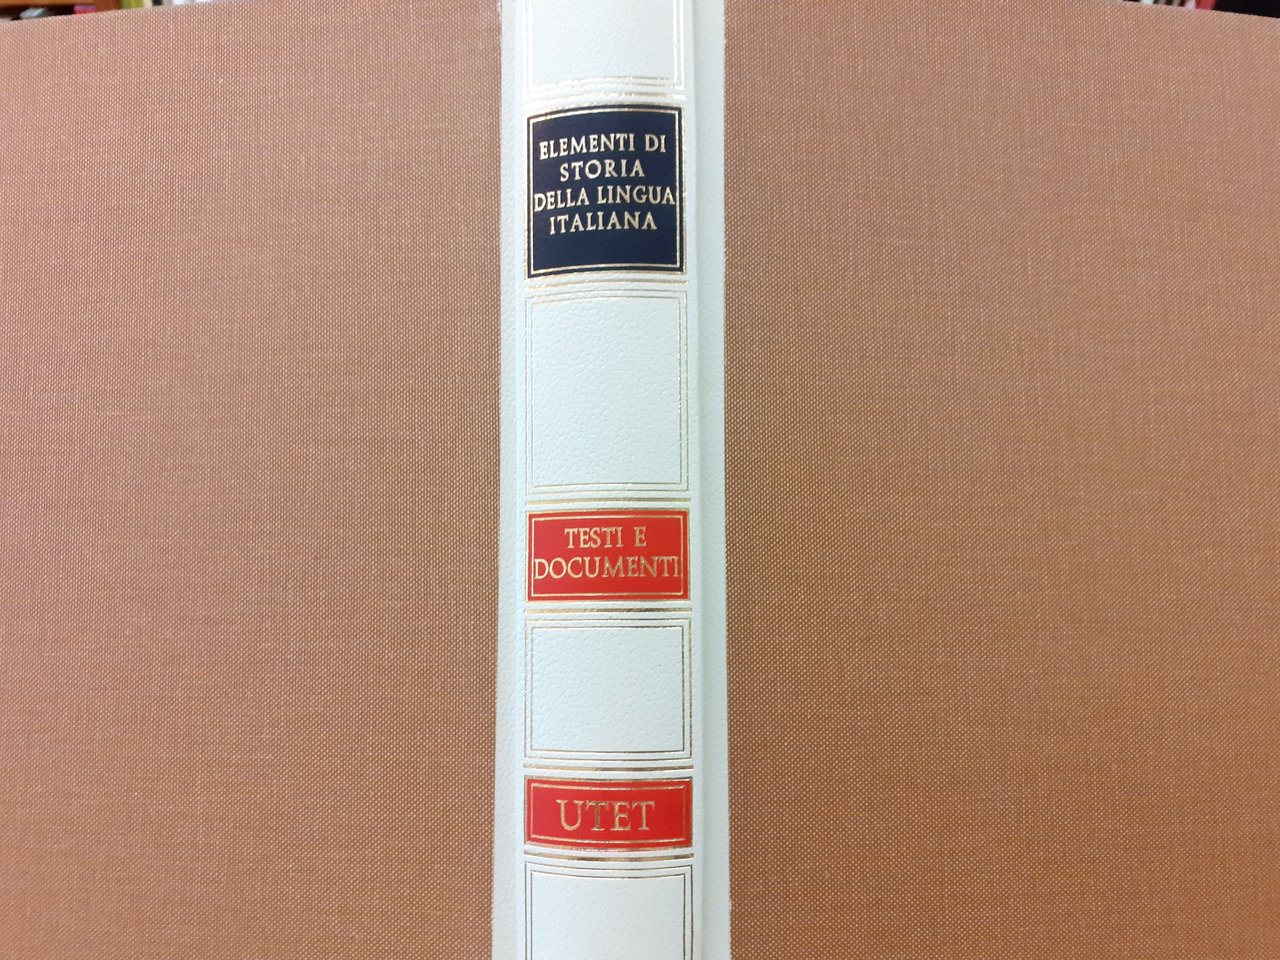 ELEMENTI DI
STORIA
DELLA LINGUA
ITALIANA
TESTI E
DOCUMENTI
UTET